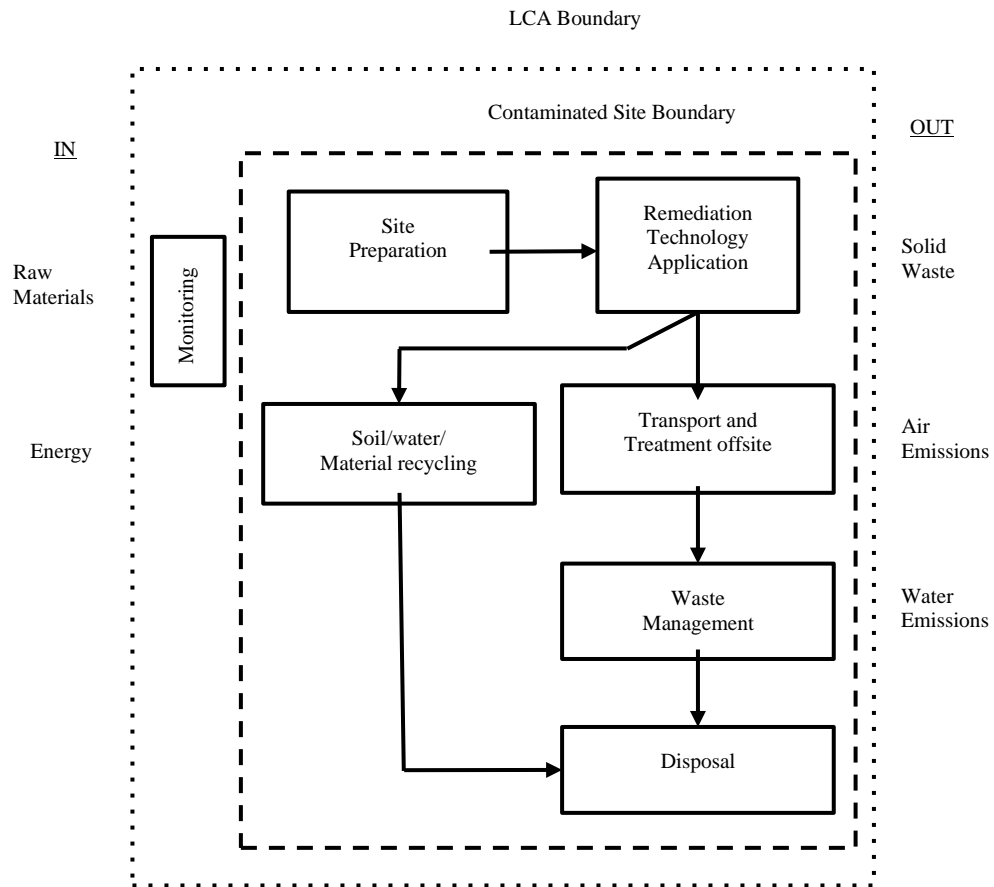 LCA Boundary
Contaminated Site Boundary
IN
OUT
Site
Preparation
Remediation
Technology
Application
Raw
Materials
Monitoring
Solid
Waste
Energy
Soil/water/
Material recycling
Transport and
Treatment offsite
Air
Emissions
Waste
Management
Water
Emissions
Disposal